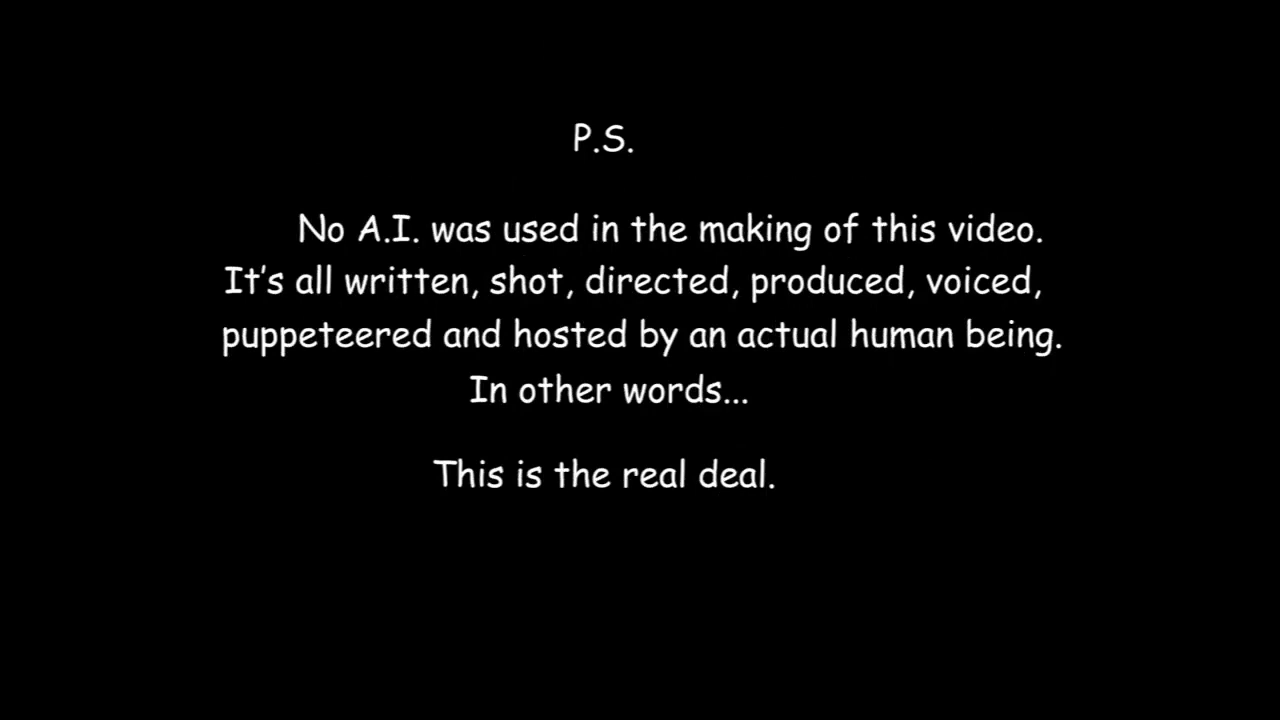 P.S.
No A.I. was used in the making of this video.
It's all written, shot, directed, produced, voiced,
puppeteered and hosted by an actual human being.
In other words...
This is the real deal.